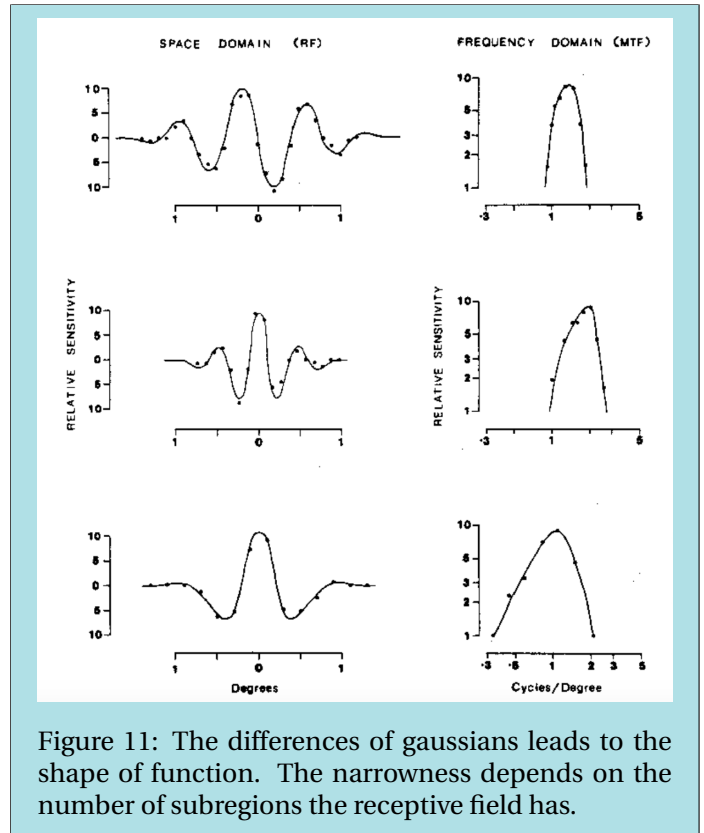 SPACE DOMAIN (RF)
FREQUENCY DOMAIN (MTF)
10
5
0
5
10
1 0 1
10
5
3
2
1
.3 1 5
RELATIVE SENSITIVITY
10
5
0
5
10
1 0 1
RELATIVE SENSITIVITY
10
5
3
2
1
.3 1 5
10
5
0
5
10
1 0 1
Degrees
10
5
3
2
1
.3 .5 1 2 3 5
Cycles/Degree
Figure 11: The differences of gaussians leads to the
shape of function. The narrowness depends on the
number of subregions the receptive field has.